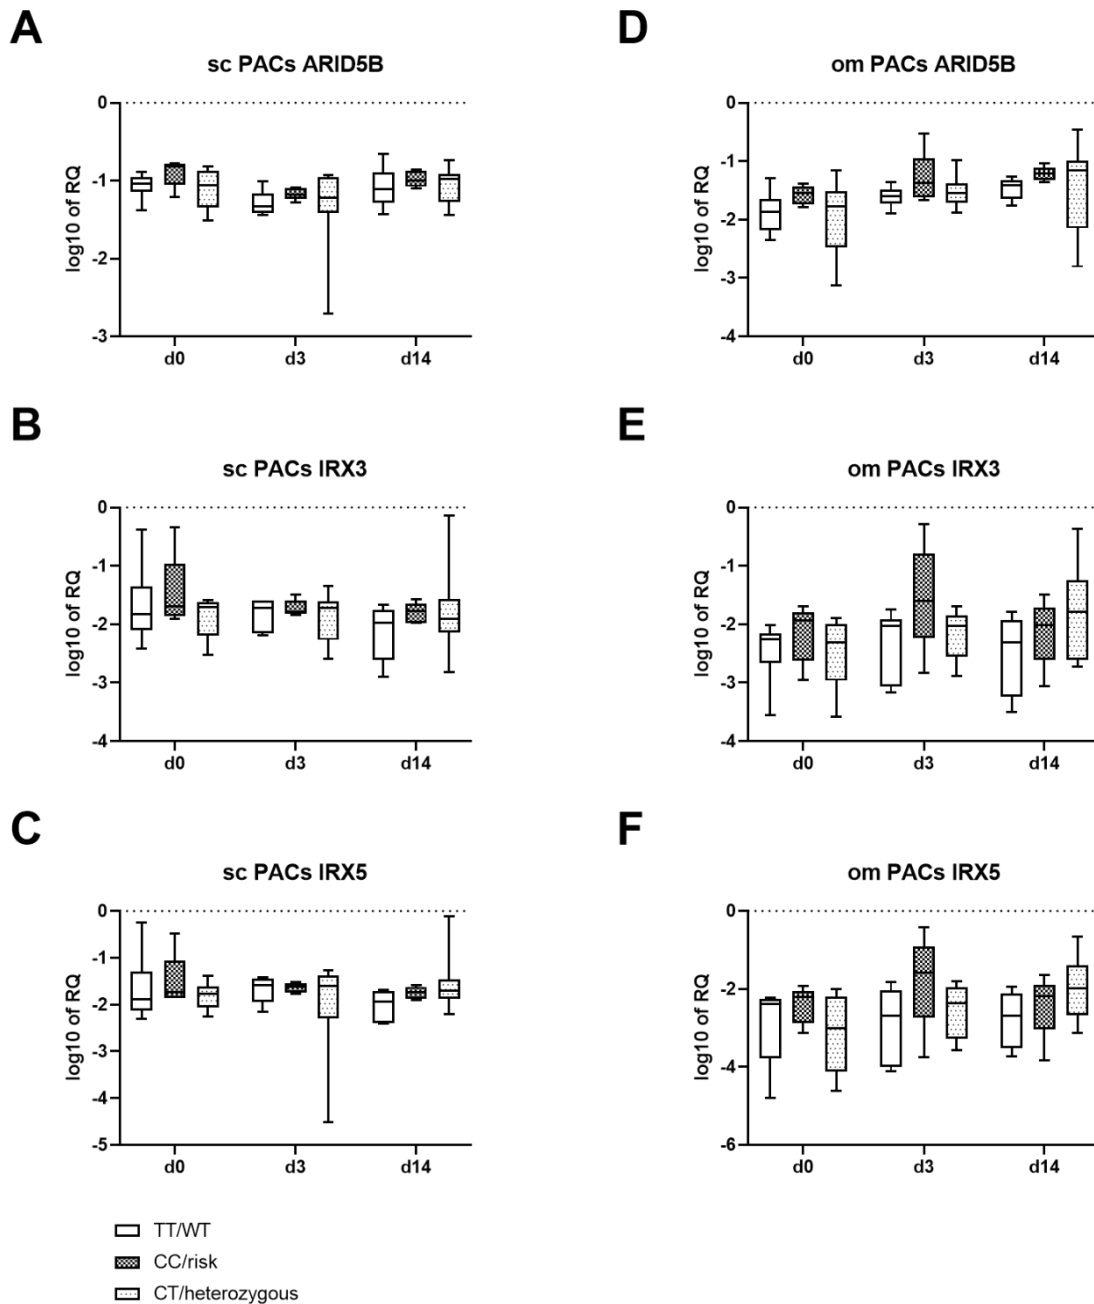 A
sc PACs ARID5B
log10 of RQ
0
-1
-2
-3
d0 d3 d14
D
om PACs ARID5B
log10 of RQ
0
-1
-2
-3
-4
d0 d3 d14
B
sc PACs IRX3
log10 of RQ
0
-1
-2
-3
-4
d0 d3 d14
E
om PACs IRX3
log10 of RQ
0
-1
-2
-3
-4
d0 d3 d14
C
sc PACs IRX5
log10 of RQ
0
-1
-2
-3
-4
-5
d0 d3 d14
F
om PACs IRX5
log10 of RQ
0
-2
-4
-6
d0 d3 d14
TT/WT
CC/risk
CT/heterozygous